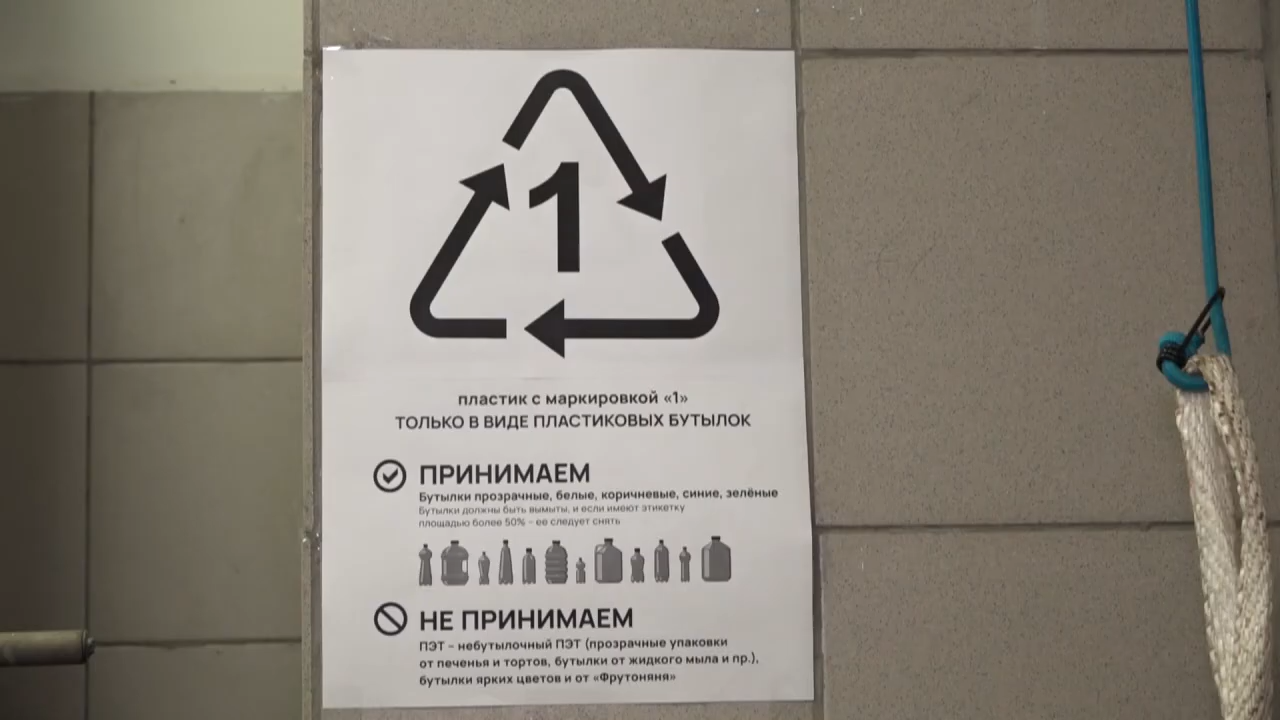 1
пластик с маркировкой «1»
ТОЛЬКО В ВИДЕ ПЛАСТИКОВЫХ БУТЫЛОК
ПРИНИМАЕМ
Бутылки прозрачные, белые, коричневые, синие, зелёные
Бутылки должны быть вымыты, и если имеют этикетку
площадью более 50% – ее следует снять
НЕ ПРИНИМАЕМ
ПЭТ – небутылочный ПЭТ (прозрачные упаковки
от печенья и тортов, бутылки от жидкого мыла и пр.),
бутылки ярких цветов и от «Фрутоняня»